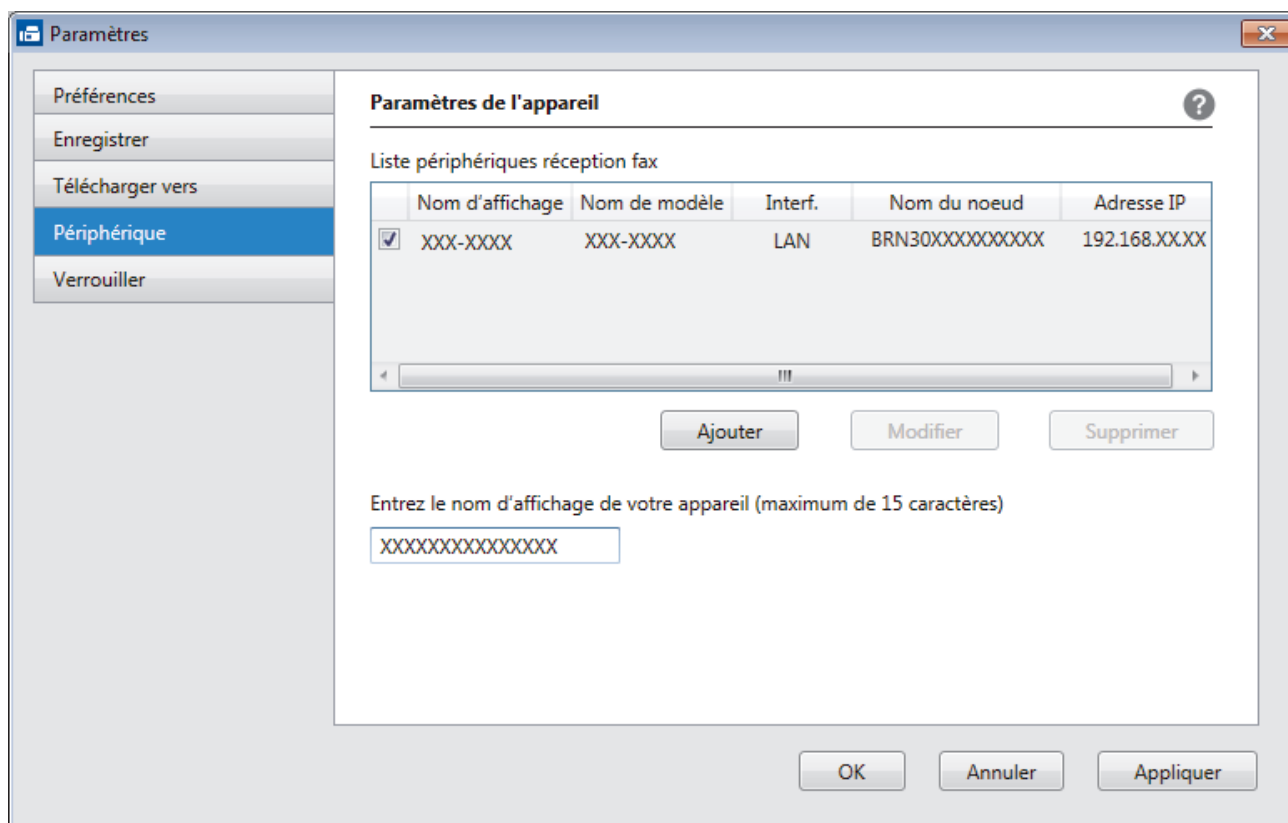 Paramètres
Préférences
Enregistrer
Télécharger vers
Périphérique
Verrouiller
Paramètres de l'appareil
?
Liste périphériques réception fax
Nom d'affichage Nom de modèle Interf. Nom du noeud Adresse IP
XXX-XXXX XXX-XXXX LAN BRN30XXXXXXXXXX 192.168.XX.XX
Ajouter Modifier Supprimer
Entrez le nom d'affichage de votre appareil (maximum de 15 caractères)
XXXXXXXXXXXXXXX
OK Annuler Appliquer